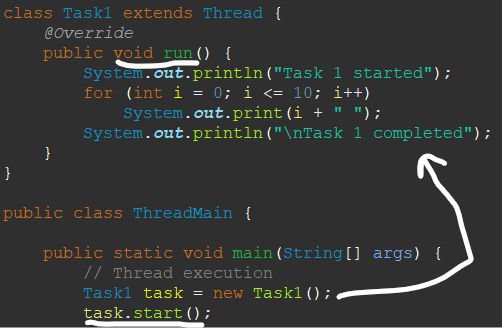 class Task1 extends Thread {
@Override
public void run() {
System.out.println("Task 1 started");
for (int i = 0; i <= 10; i++)
System.out.print(i + " ");
System.out.println("\nTask 1 completed");
}
}
public class ThreadMain {
public static void main(String[] args) {
// Thread execution
Task1 task = new Task1();
task.start();